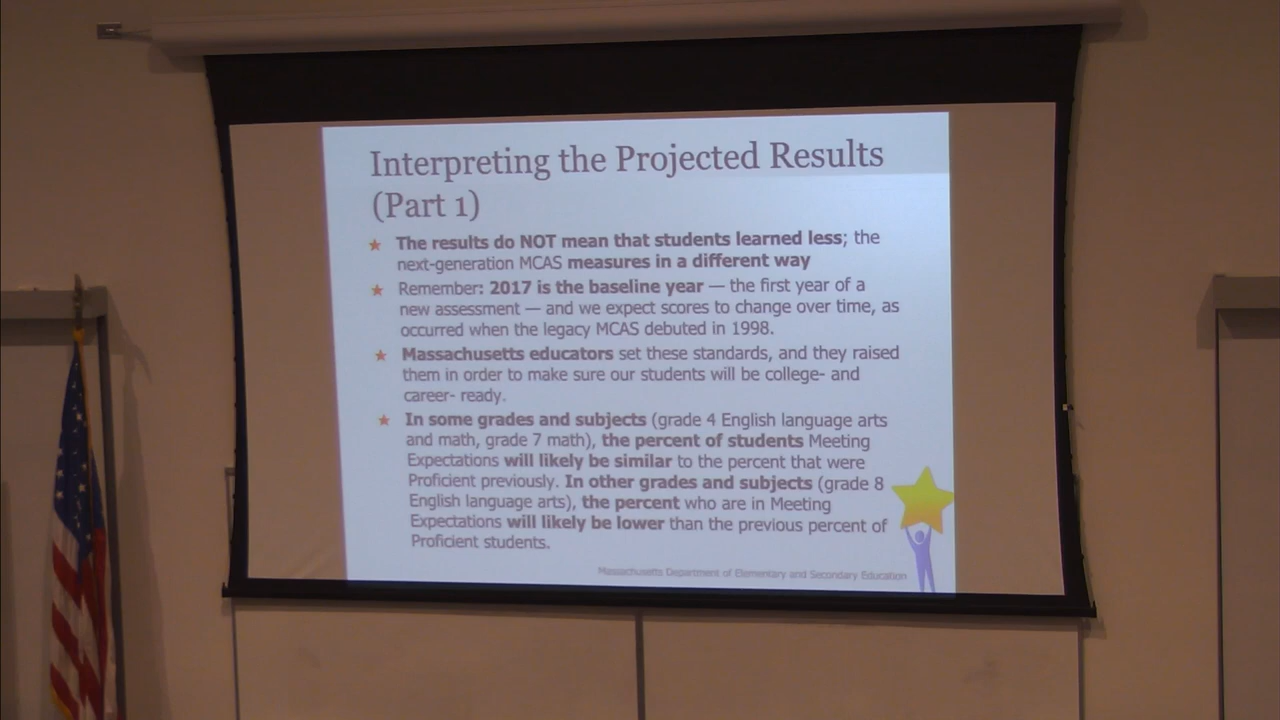 Interpreting the Projected Results
(Part 1)
The results do NOT mean that students learned less; the
next-generation MCAS measures in a different way
Remember: 2017 is the baseline year — the first year of a
new assessment — and we expect scores to change over time, as
occurred when the legacy MCAS debuted in 1998.
Massachusetts educators set these standards, and they raised
them in order to make sure our students will be college- and
career- ready.
In some grades and subjects (grade 4 English language arts
and math, grade 7 math), the percent of students Meeting
Expectations will likely be similar to the percent that were
Proficient previously. In other grades and subjects (grade 8
English language arts), the percent who are in Meeting
Expectations will likely be lower than the previous percent of
Proficient students.
Massachusetts Department of Elementary and Secondary Education